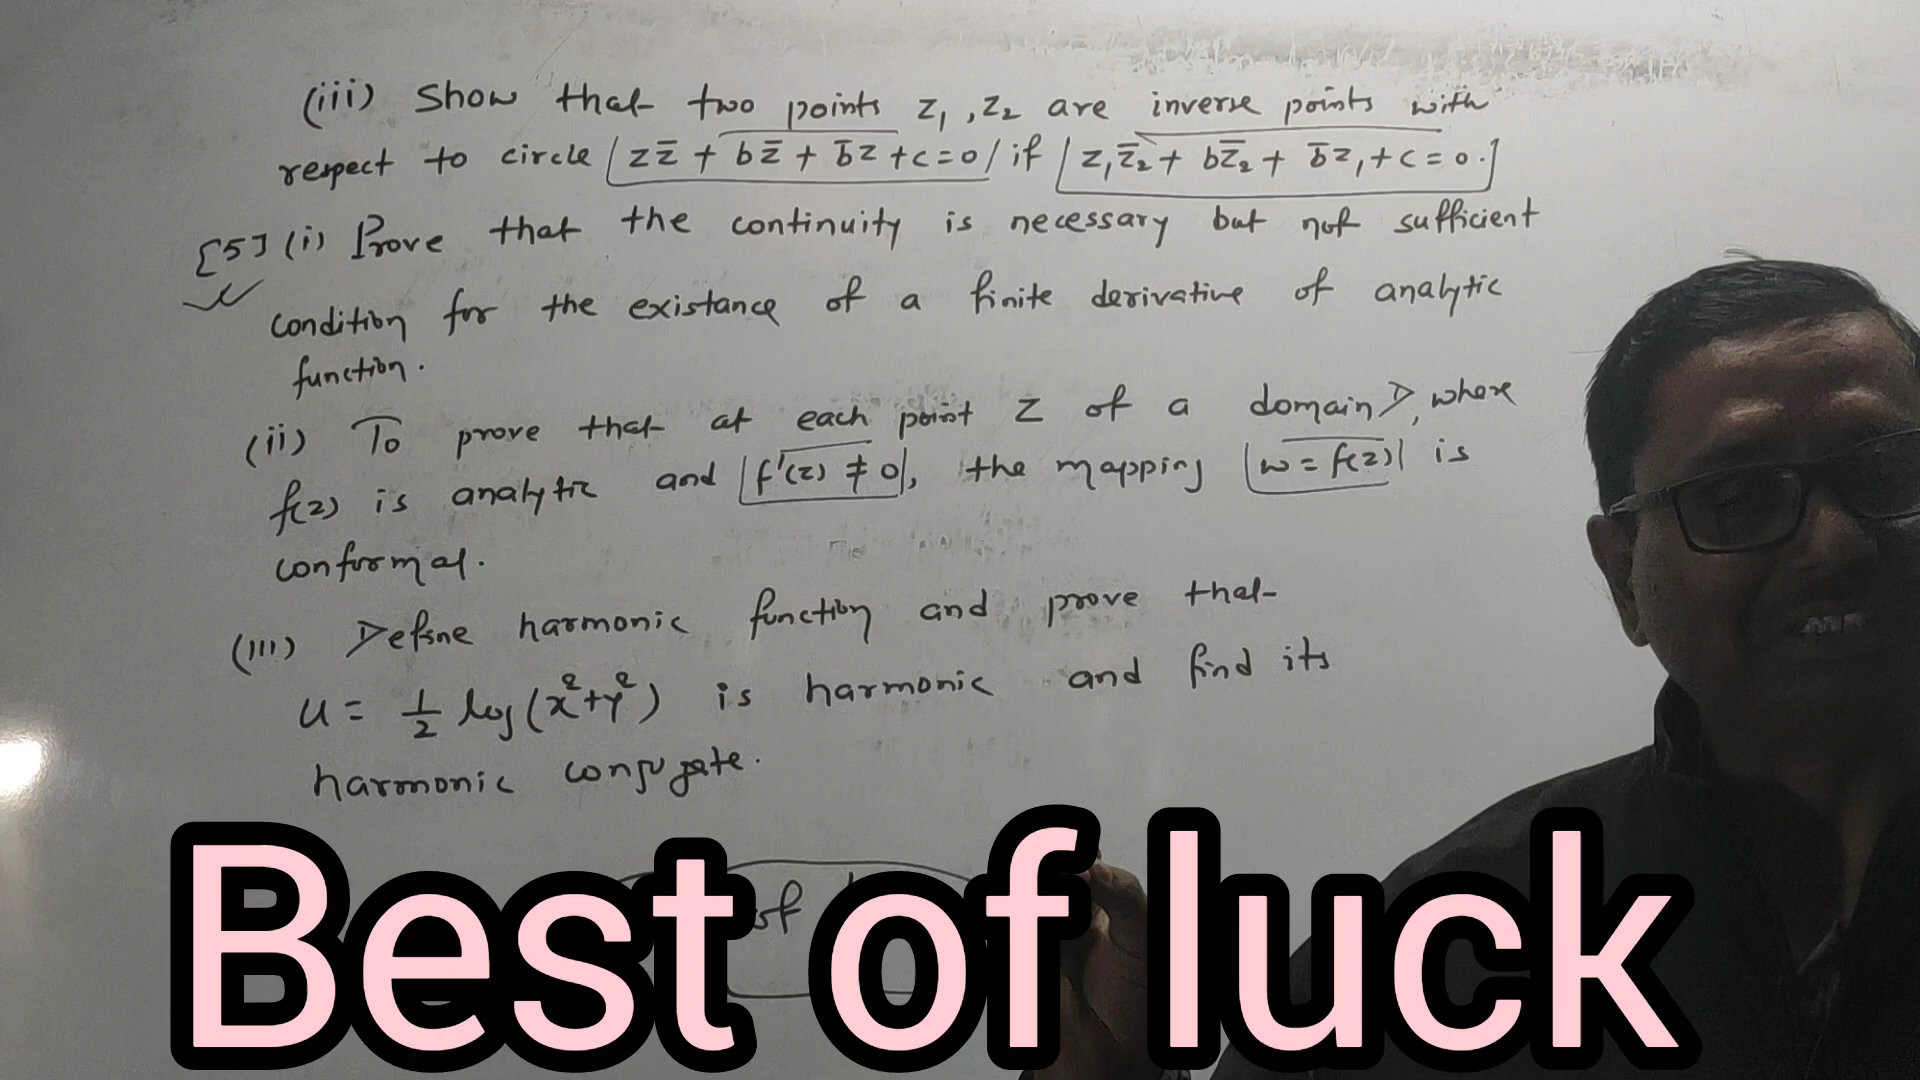 (iii) Show that two points z₁, z₂ are inverse points with
respect to circle |zz̄ + bz̄ + b̄z + c = 0| if |z₁z̄₂ + bz̄₂ + b̄z₁ + c = 0.|
[5] (i) Prove that the continuity is necessary but not sufficient
condition for the existance of a finite derivative of analytic
function.
(ii) To prove that at each point z of a domain D, where
f(z) is analytic and |f'(z) ≠ 0|, the mapping |w = f(z)| is
conformal.
(iii) Define harmonic function and prove that
u = 1/2 log(x²+y²) is harmonic and find its
harmonic conjugate.
Best of luck